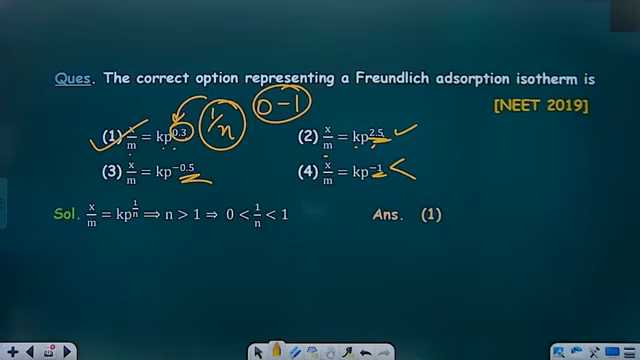 Ques. The correct option representing a Freundlich adsorption isotherm is
[NEET 2019]
0-1
1/n
(1) x/m = kp^0.3 (2) x/m = kp^2.5
(3) x/m = kp^−0.5 (4) x/m = kp^−1
Sol. x/m = kp^1/n ⟹ n > 1 ⇒ 0 < 1/n < 1 Ans. (1)